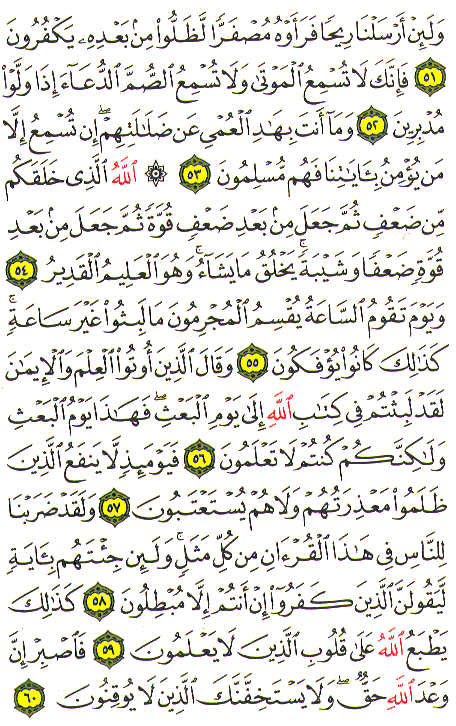 وَلَئِنْ أَرْسَلْنَا رِيحًا فَرَأَوْهُ مُصْفَرًّا لَّظَلُّوا۟ مِنۢ بَعْدِهِۦ يَكْفُرُونَ
٥١ فَإِنَّكَ لَا تُسْمِعُ ٱلْمَوْتَىٰ وَلَا تُسْمِعُ ٱلصُّمَّ ٱلدُّعَآءَ إِذَا وَلَّوْا۟
مُدْبِرِينَ ٥٢ وَمَآ أَنتَ بِهَٰدِ ٱلْعُمْىِ عَن ضَلَٰلَتِهِمْ ۖ إِن تُسْمِعُ إِلَّا
مَن يُؤْمِنُ بِـَٔايَٰتِنَا فَهُم مُّسْلِمُونَ ٥٣ ۞ ٱللَّهُ ٱلَّذِى خَلَقَكُم
مِّن ضَعْفٍ ثُمَّ جَعَلَ مِنۢ بَعْدِ ضَعْفٍ قُوَّةً ثُمَّ جَعَلَ مِنۢ بَعْدِ
قُوَّةٍ ضَعْفًا وَشَيْبَةً ۚ يَخْلُقُ مَا يَشَآءُ ۖ وَهُوَ ٱلْعَلِيمُ ٱلْقَدِيرُ ٥٤
وَيَوْمَ تَقُومُ ٱلسَّاعَةُ يُقْسِمُ ٱلْمُجْرِمُونَ مَا لَبِثُوا۟ غَيْرَ سَاعَةٍ ۚ
كَذَٰلِكَ كَانُوا۟ يُؤْفَكُونَ ٥٥ وَقَالَ ٱلَّذِينَ أُوتُوا۟ ٱلْعِلْمَ وَٱلْإِيمَٰنَ
لَقَدْ لَبِثْتُمْ فِى كِتَٰبِ ٱللَّهِ إِلَىٰ يَوْمِ ٱلْبَعْثِ ۖ فَهَٰذَا يَوْمُ ٱلْبَعْثِ
وَلَٰكِنَّكُمْ كُنتُمْ لَا تَعْلَمُونَ ٥٦ فَيَوْمَئِذٍ لَّا يَنفَعُ ٱلَّذِينَ
ظَلَمُوا۟ مَعْذِرَتُهُمْ وَلَا هُمْ يُسْتَعْتَبُونَ ٥٧ وَلَقَدْ ضَرَبْنَا
لِلنَّاسِ فِى هَٰذَا ٱلْقُرْءَانِ مِن كُلِّ مَثَلٍ ۚ وَلَئِن جِئْتَهُم بِـَٔايَةٍ
لَّيَقُولَنَّ ٱلَّذِينَ كَفَرُوٓا۟ إِنْ أَنتُمْ إِلَّا مُبْطِلُونَ ٥٨ كَذَٰلِكَ
يَطْبَعُ ٱللَّهُ عَلَىٰ قُلُوبِ ٱلَّذِينَ لَا يَعْلَمُونَ ٥٩ فَٱصْبِرْ إِنَّ
وَعْدَ ٱللَّهِ حَقٌّ ۖ وَلَا يَسْتَخِفَّنَّكَ ٱلَّذِينَ لَا يُوقِنُونَ ٦٠